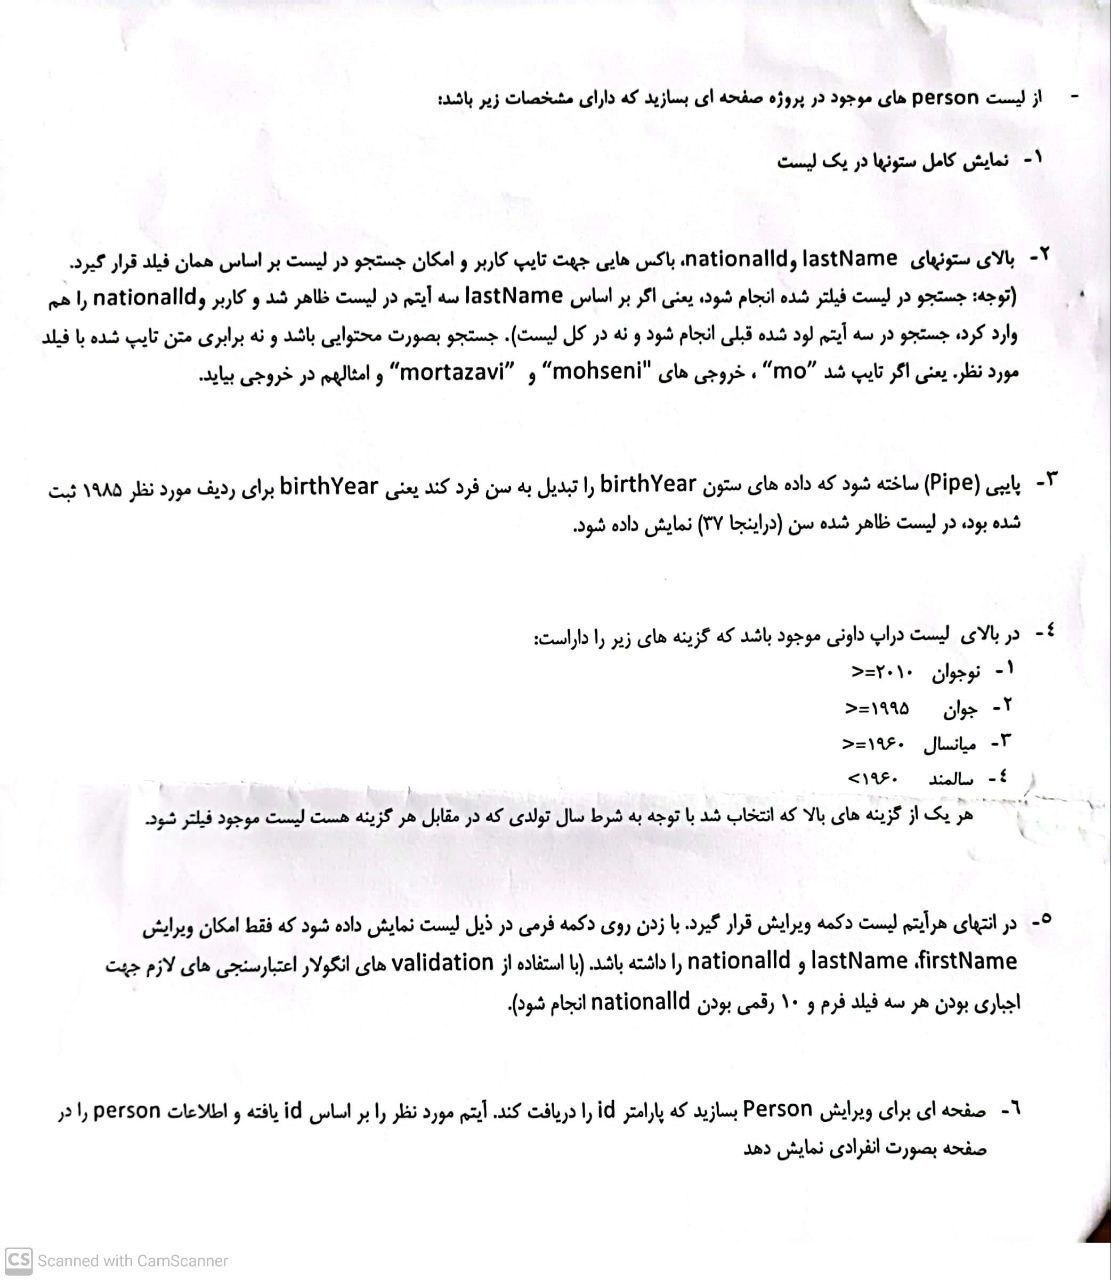 - از لیست person های موجود در پروژه صفحه ای بسازید که دارای مشخصات زیر باشد:
۱- نمایش کامل ستونها در یک لیست
۲- بالای ستونهای lastName وnationalId، باکس هایی جهت تایپ کاربر و امکان جستجو در لیست بر اساس همان فیلد قرار گیرد.
(توجه: جستجو در لیست فیلتر شده انجام شود، یعنی اگر بر اساس lastName سه آیتم در لیست ظاهر شد و کاربر وnationalId را هم
وارد کرد، جستجو در سه آیتم لود شده قبلی انجام شود و نه در کل لیست). جستجو بصورت محتوایی باشد و نه برابری متن تایپ شده با فیلد
مورد نظر. یعنی اگر تایپ شد "mo" ، خروجی های "mohseni" و "mortazavi" و امثالهم در خروجی بیاید.
۳- پایپی (Pipe) ساخته شود که داده های ستون birthYear را تبدیل به سن فرد کند یعنی birthYear برای ردیف مورد نظر ۱۹۸۵ ثبت
شده بود، در لیست ظاهر شده سن (دراینجا ۳۷) نمایش داده شود.
۴- در بالای لیست دراپ داونی موجود باشد که گزینه های زیر را داراست:
۱- نوجوان ۲۰۱۰=<
۲- جوان ۱۹۹۵=<
۳- میانسال ۱۹۶۰=<
۴- سالمند ۱۹۶۰>
هر یک از گزینه های بالا که انتخاب شد با توجه به شرط سال تولدی که در مقابل هر گزینه هست لیست موجود فیلتر شود.
۵- در انتهای هرآیتم لیست دکمه ویرایش قرار گیرد. با زدن روی دکمه فرمی در ذیل لیست نمایش داده شود که فقط امکان ویرایش
firstName، lastName و nationalId را داشته باشد. (با استفاده از validation های انگولار اعتبارسنجی های لازم جهت
اجباری بودن هر سه فیلد فرم و ۱۰ رقمی بودن nationalId انجام شود).
۶- صفحه ای برای ویرایش Person بسازید که پارامتر id را دریافت کند. آیتم مورد نظر را بر اساس id یافته و اطلاعات person را در
صفحه بصورت انفرادی نمایش دهد
CS Scanned with CamScanner